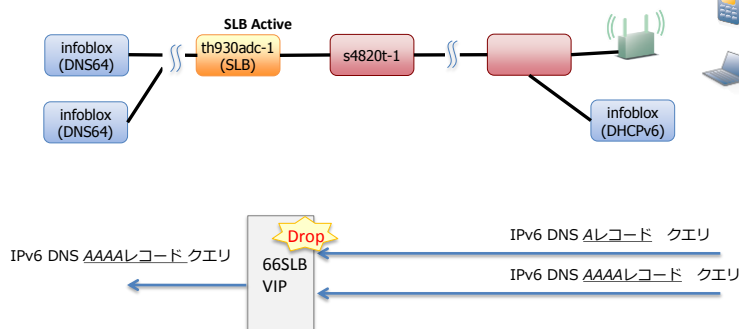 SLB Active
infoblox
(DNS64)
th930adc-1
(SLB)
s4820t-1
infoblox
(DNS64)
infoblox
(DHCPv6)
Drop
66SLB
VIP
IPv6 DNS Aレコード クエリ
IPv6 DNS AAAAレコード クエリ
IPv6 DNS AAAAレコード クエリ